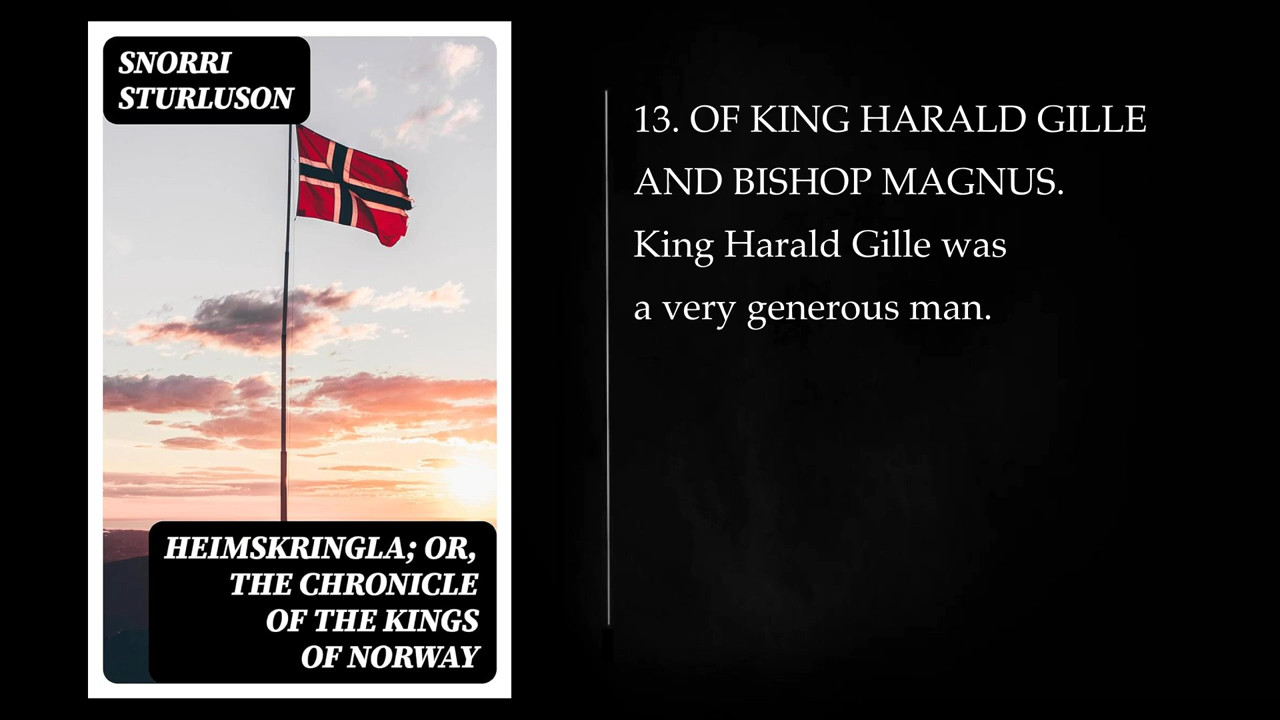 SNORRI
STURLUSON
HEIMSKRINGLA; OR,
THE CHRONICLE
OF THE KINGS
OF NORWAY
13. OF KING HARALD GILLE
AND BISHOP MAGNUS.
King Harald Gille was
a very generous man.